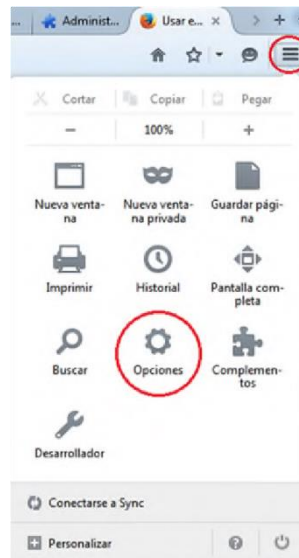 ... Administ... Usar e...
Cortar Copiar Pegar
100%
Nueva venta-
na
Nueva venta-
na privada
Guardar pági-
na
Imprimir
Historial
Pantalla com-
pleta
Buscar
Opciones
Complemen-
tos
Desarrollador
Conectarse a Sync
Personalizar